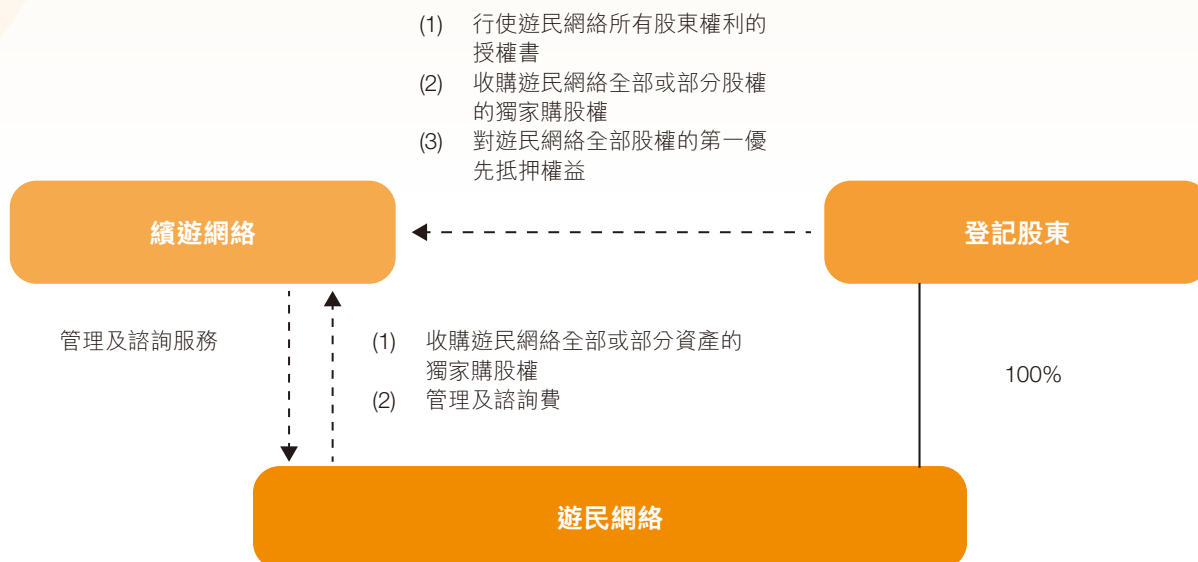 (1) 行使遊民網絡所有股東權利的
授權書
(2) 收購遊民網絡全部或部分股權
的獨家購股權
(3) 對遊民網絡全部股權的第一優
先抵押權益
繽遊網絡
登記股東
管理及諮詢服務
(1) 收購遊民網絡全部或部分資產的
獨家購股權
(2) 管理及諮詢費
100%
遊民網絡